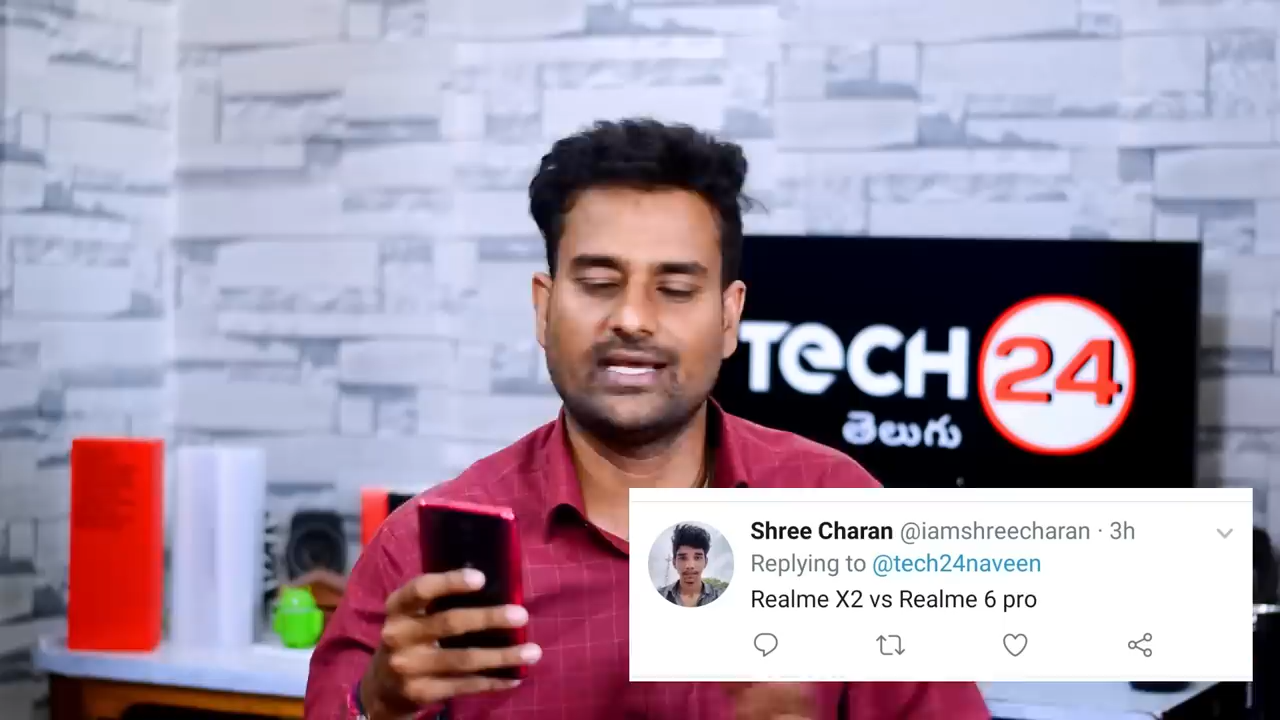 TECH 24
తెలుగు
Shree Charan @iamshreecharan · 3h
Replying to @tech24naveen
Realme X2 vs Realme 6 pro